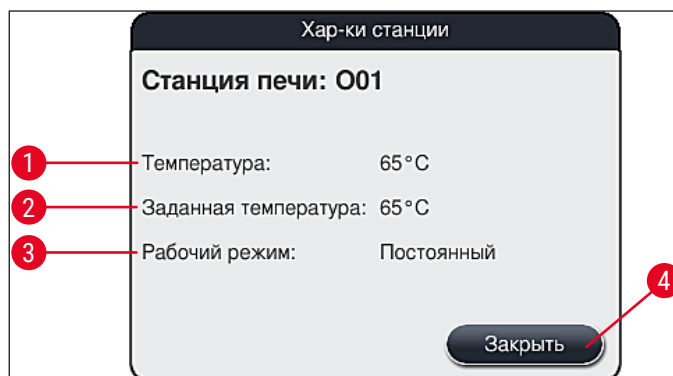 Хар-ки станции
Станция печи: O01
1 Температура: 65°C
2 Заданная температура: 65°C
3 Рабочий режим: Постоянный
4
Закрыть